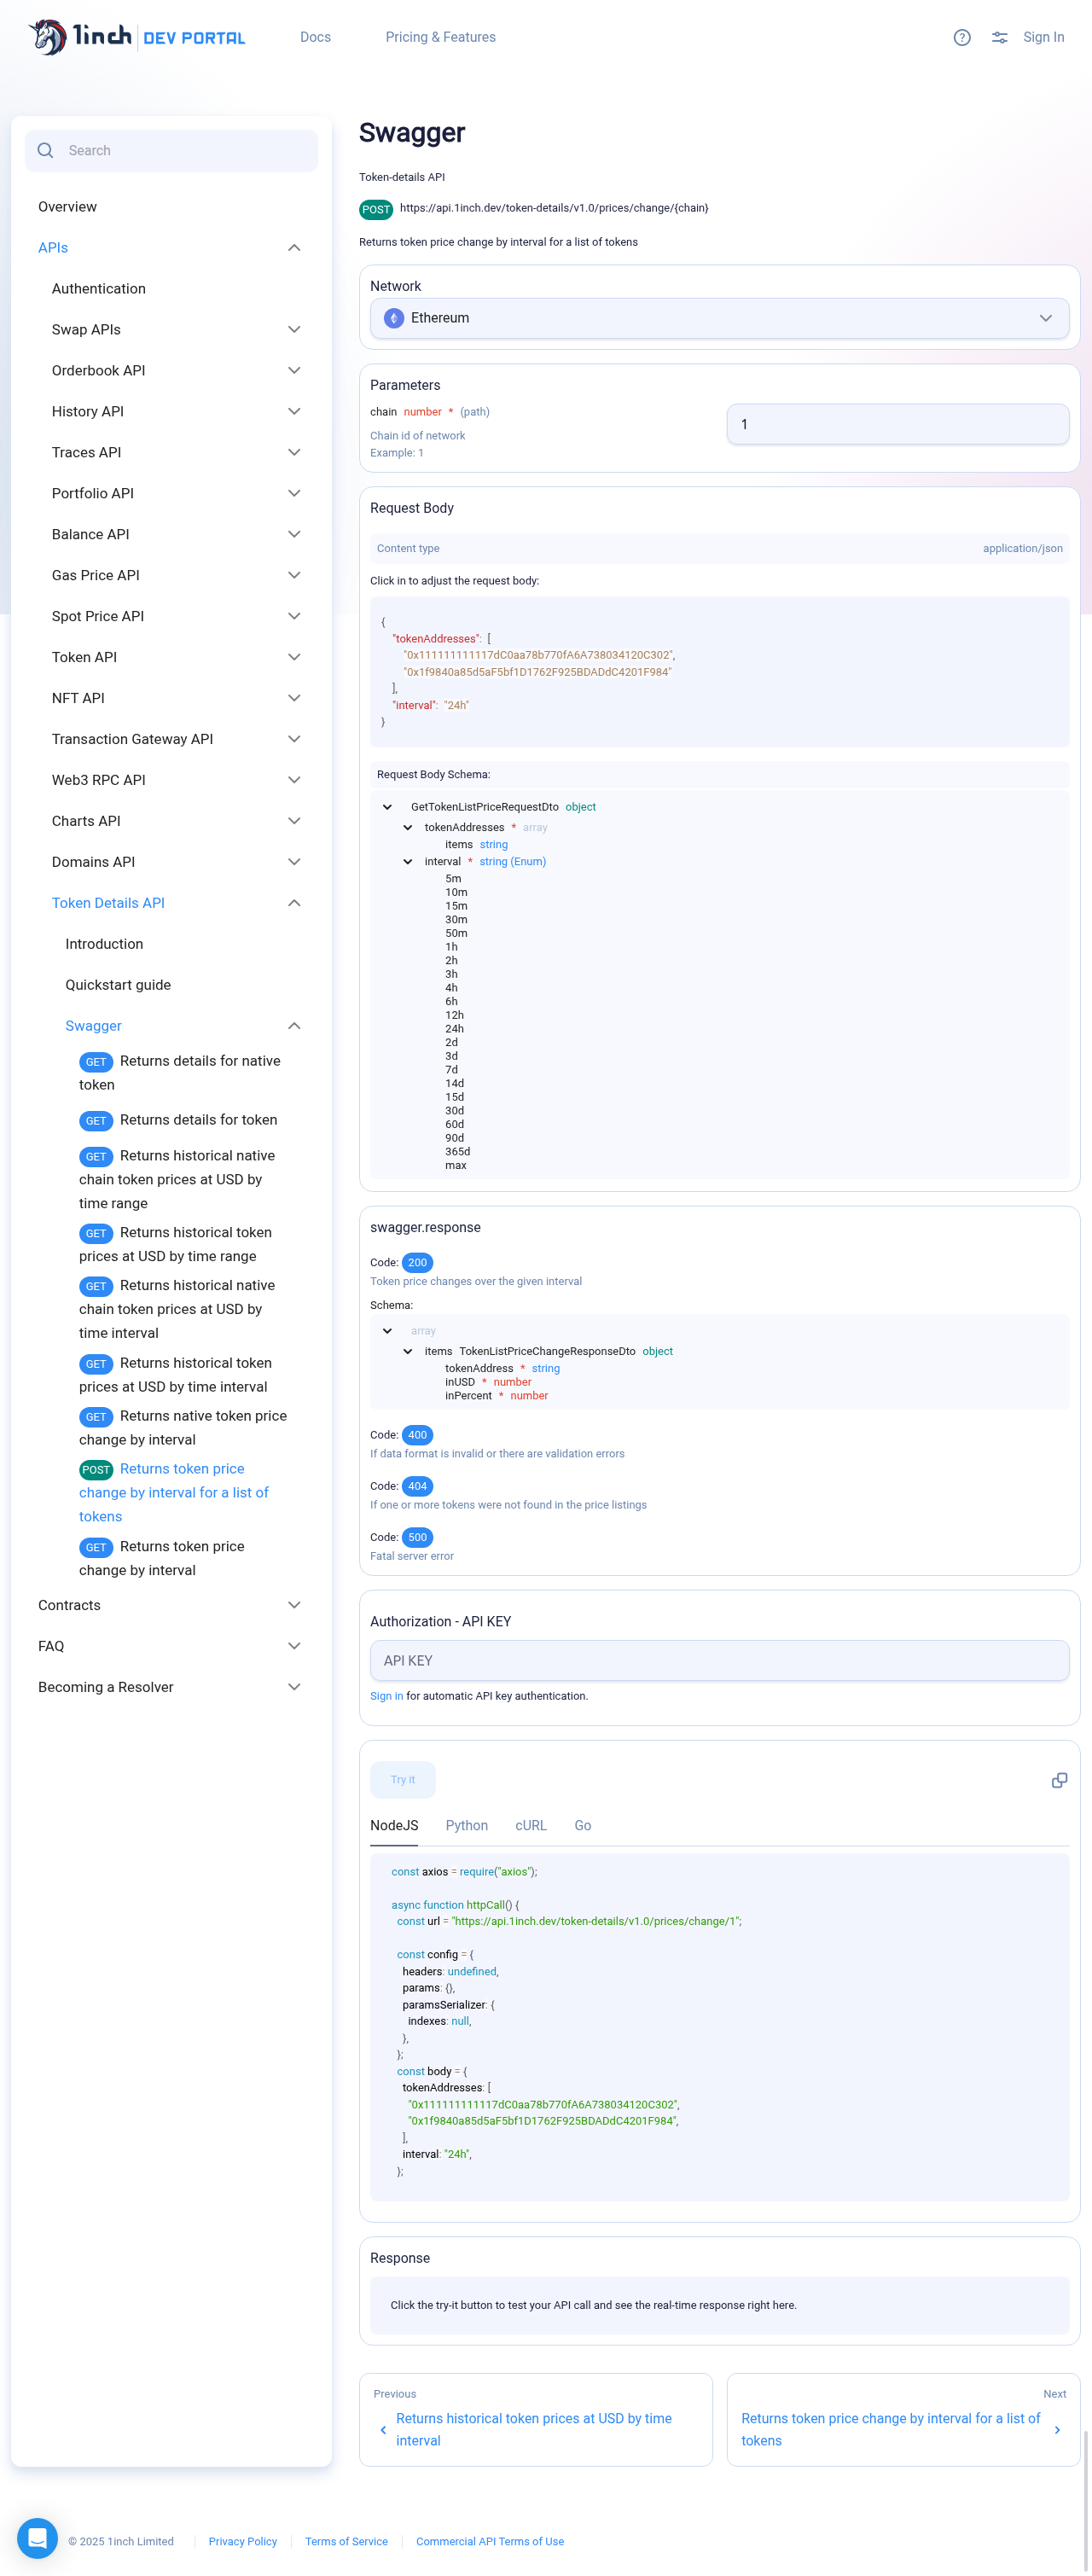 1inch DEV PORTAL
Docs
Pricing & Features
Sign In
Search
Overview
APIs
Authentication
Swap APIs
Orderbook API
History API
Traces API
Portfolio API
Balance API
Gas Price API
Spot Price API
Token API
NFT API
Transaction Gateway API
Web3 RPC API
Charts API
Domains API
Token Details API
Introduction
Quickstart guide
Swagger
GET Returns details for native
token
GET Returns details for token
GET Returns historical native
chain token prices at USD by
time range
GET Returns historical token
prices at USD by time range
GET Returns historical native
chain token prices at USD by
time interval
GET Returns historical token
prices at USD by time interval
GET Returns native token price
change by interval
POST Returns token price
change by interval for a list of
tokens
GET Returns token price
change by interval
Contracts
FAQ
Becoming a Resolver
Swagger
Token-details API
POST https://api.1inch.dev/token-details/v1.0/prices/change/{chain}
Returns token price change by interval for a list of tokens
Network
Ethereum
Parameters
chain number * (path)
Chain id of network
Example: 1
1
Request Body
Content type application/json
Click in to adjust the request body:
{
"tokenAddresses": [
"0x111111111117dC0aa78b770fA6A738034120C302",
"0x1f9840a85d5aF5bf1D1762F925BDADdC4201F984"
],
"interval": "24h"
}
Request Body Schema:
GetTokenListPriceRequestDto object
tokenAddresses * array
items string
interval * string (Enum)
5m
10m
15m
30m
50m
1h
2h
3h
4h
6h
12h
24h
2d
3d
7d
14d
15d
30d
60d
90d
365d
max
swagger.response
Code: 200
Token price changes over the given interval
Schema:
array
items TokenListPriceChangeResponseDto object
tokenAddress * string
inUSD * number
inPercent * number
Code: 400
If data format is invalid or there are validation errors
Code: 404
If one or more tokens were not found in the price listings
Code: 500
Fatal server error
Authorization - API KEY
API KEY
Sign in for automatic API key authentication.
Try it
NodeJS Python cURL Go
const axios = require("axios");
async function httpCall() {
const url = "https://api.1inch.dev/token-details/v1.0/prices/change/1";
const config = {
headers: undefined,
params: {},
paramsSerializer: {
indexes: null,
},
};
const body = {
tokenAddresses: [
"0x111111111117dC0aa78b770fA6A738034120C302",
"0x1f9840a85d5aF5bf1D1762F925BDADdC4201F984",
],
interval: "24h",
};
Response
Click the try-it button to test your API call and see the real-time response right here.
Previous
Returns historical token prices at USD by time
interval
Next
Returns token price change by interval for a list of
tokens
© 2025 1inch Limited
Privacy Policy
Terms of Service
Commercial API Terms of Use